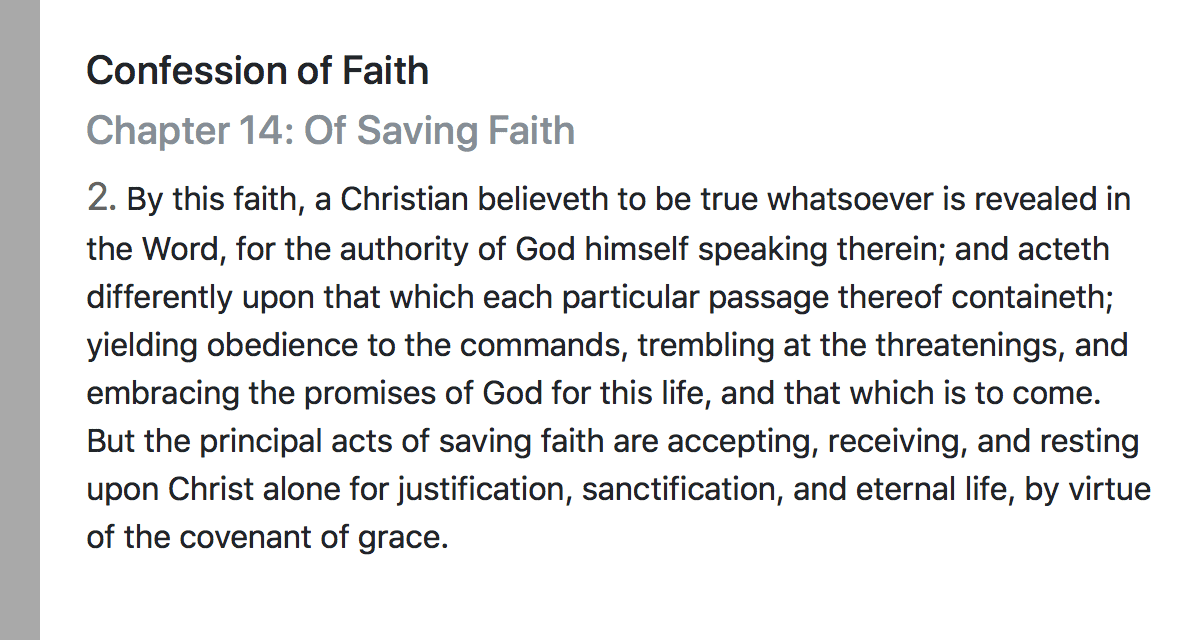 Confession of Faith
Chapter 14: Of Saving Faith
2. By this faith, a Christian believeth to be true whatsoever is revealed in
the Word, for the authority of God himself speaking therein; and acteth
differently upon that which each particular passage thereof containeth;
yielding obedience to the commands, trembling at the threatenings, and
embracing the promises of God for this life, and that which is to come.
But the principal acts of saving faith are accepting, receiving, and resting
upon Christ alone for justification, sanctification, and eternal life, by virtue
of the covenant of grace.